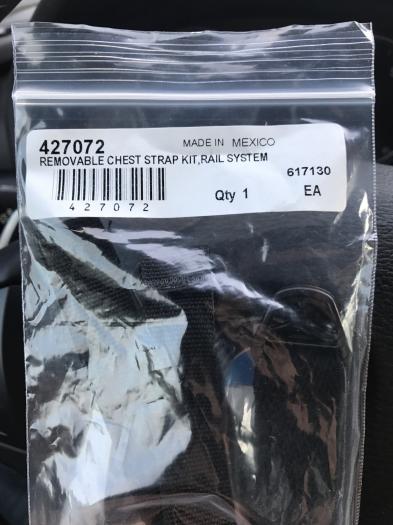 427072 MADE IN MEXICO
REMOVABLE CHEST STRAP KIT,RAIL SYSTEM
617130
427072 Qty 1 EA